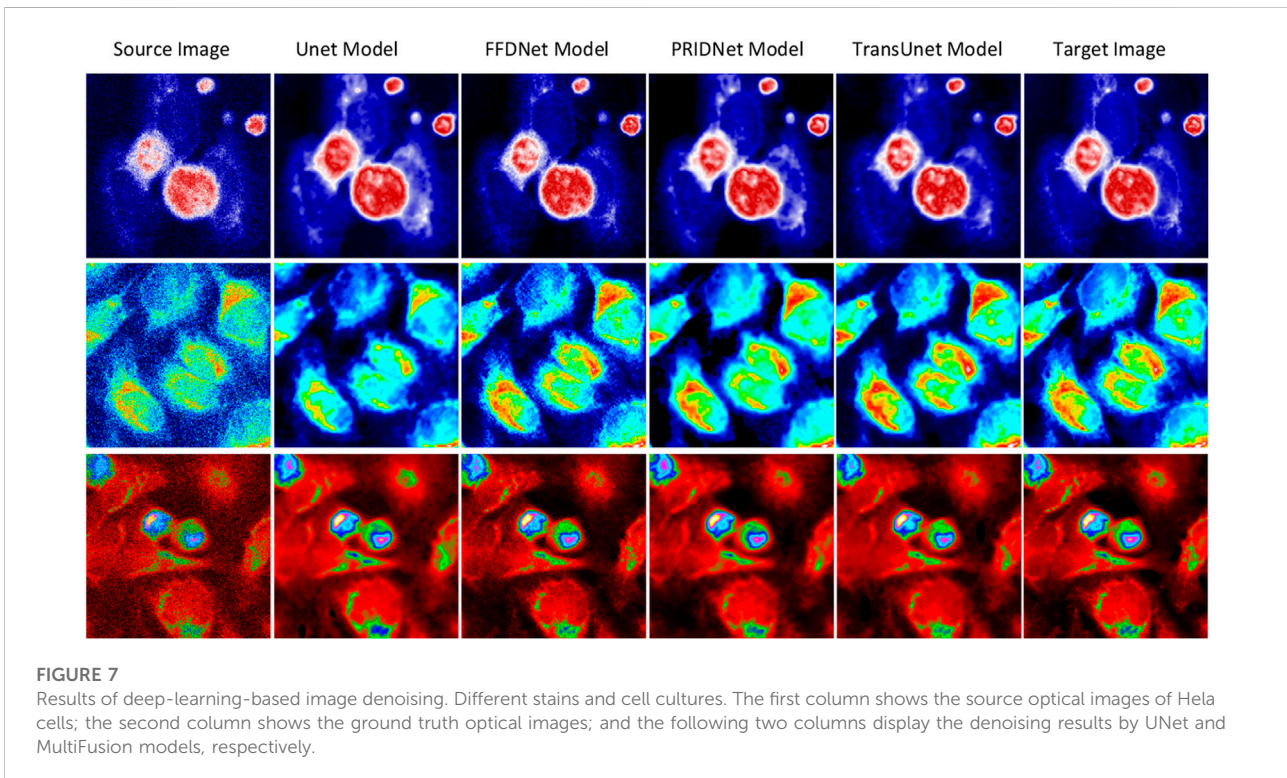 Source Image Unet Model FFDNet Model PRIDNet Model TransUnet Model Target Image
FIGURE 7
Results of deep-learning-based image denoising. Different stains and cell cultures. The first column shows the source optical images of Hela
cells; the second column shows the ground truth optical images; and the following two columns display the denoising results by UNet and
MultiFusion models, respectively.